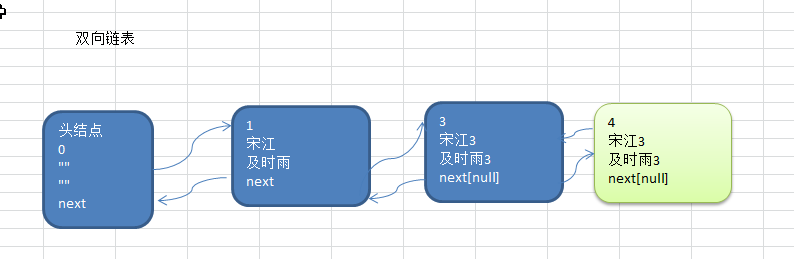 双向链表
头结点
0
""
""
next
1
宋江
及时雨
next
3
宋江3
及时雨3
next[null]
4
宋江3
及时雨3
next[null]